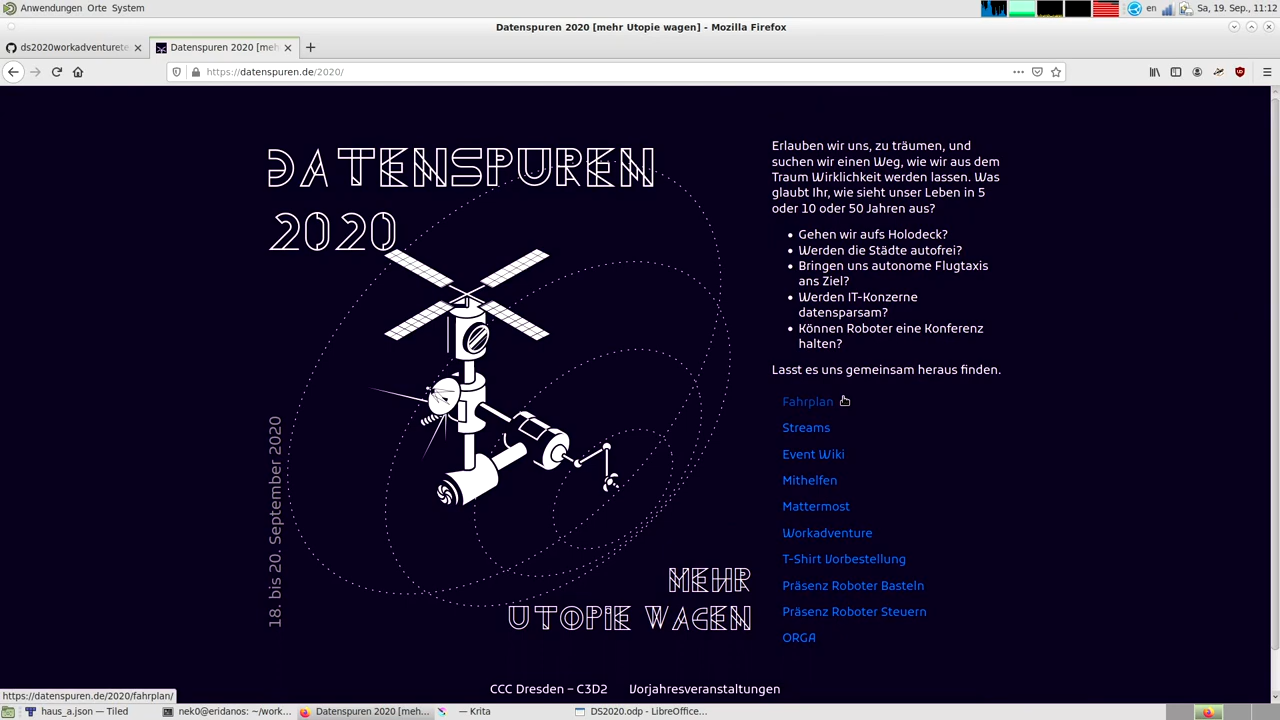 Anwendungen Orte System
en
Sa, 19. Sep., 11:12
Datenspuren 2020 [mehr Utopie wagen] - Mozilla Firefox
ds2020workadventurete
Datenspuren 2020 [meh
https://datenspuren.de/2020/
DATENSPUREN
2020
18. bis 20. September 2020
MEHR
UTOPIE WAGEN
Erlauben wir uns, zu träumen, und
suchen wir einen Weg, wie wir aus dem
Traum Wirklichkeit werden lassen. Was
glaubt Ihr, wie sieht unser Leben in 5
oder 10 oder 50 Jahren aus?
Gehen wir aufs Holodeck?
Werden die Städte autofrei?
Bringen uns autonome Flugtaxis
ans Ziel?
Werden IT-Konzerne
datensparsam?
Können Roboter eine Konferenz
halten?
Lasst es uns gemeinsam heraus finden.
Fahrplan
Streams
Event Wiki
Mithelfen
Mattermost
Workadventure
T-Shirt Vorbestellung
Präsenz Roboter Basteln
Präsenz Roboter Steuern
ORGA
CCC Dresden – C3D2 Vorjahresveranstaltungen
https://datenspuren.de/2020/fahrplan/
haus_a.json — Tiled
nek0@eridanos: ~/work...
Datenspuren 2020 [meh...
— Krita
DS2020.odp - LibreOffice...